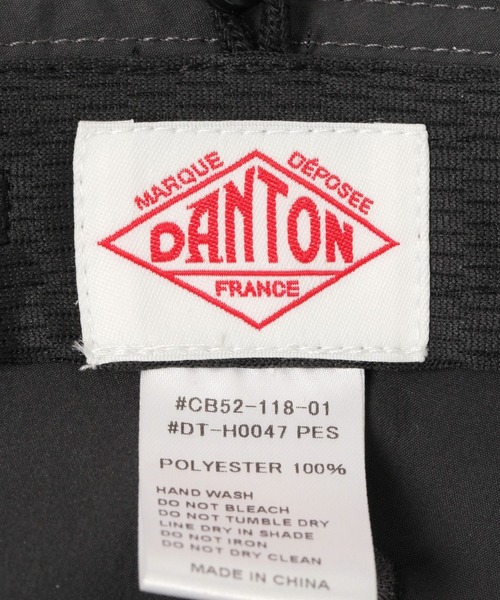 MARQUE DÉPOSÉE
DANTON
FRANCE
#CB52-118-01
#DT-H0047 PES
POLYESTER 100%
HAND WASH
DO NOT BLEACH
DO NOT TUMBLE DRY
LINE DRY IN SHADE
DO NOT IRON
DO NOT DRY CLEAN
MADE IN CHINA